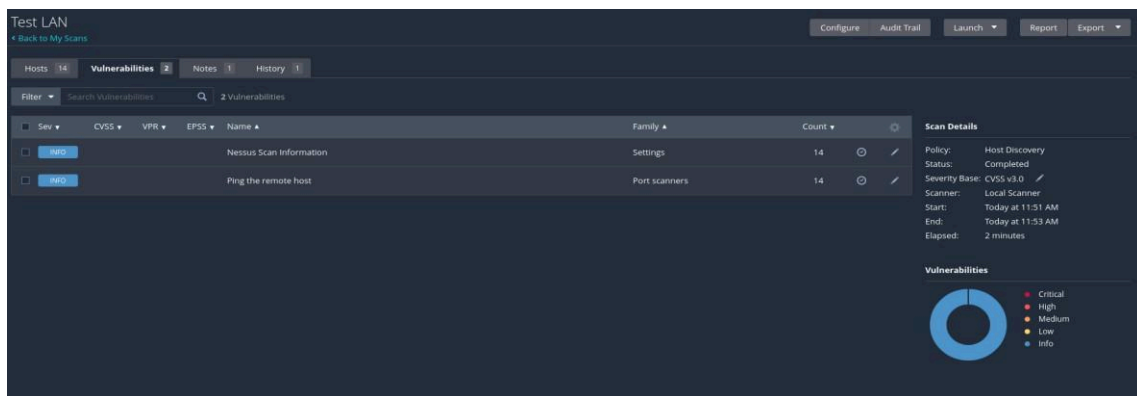 Test LAN
Back to My Scans
Configure Audit Trail Launch Report Export
Hosts 14 Vulnerabilities 2 Notes 1 History 1
Filter Search Vulnerabilities 2 Vulnerabilities
Sev CVSS VPR EPSS Name Family Count
INFO Nessus Scan Information Settings 14
INFO Ping the remote host Port scanners 14
Scan Details
Policy: Host Discovery
Status: Completed
Severity Base: CVSS v3.0
Scanner: Local Scanner
Start: Today at 11:51 AM
End: Today at 11:53 AM
Elapsed: 2 minutes
Vulnerabilities
Critical
High
Medium
Low
Info